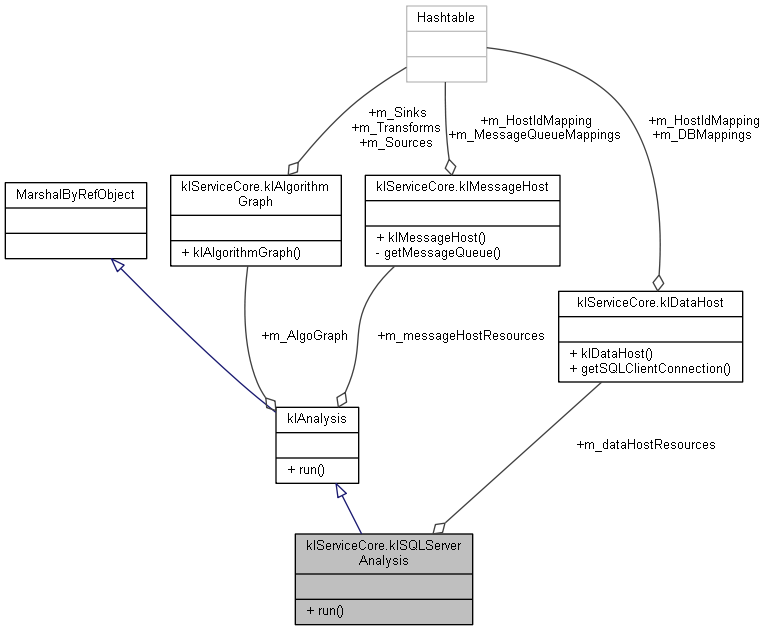 Hashtable
+m_Sinks
+m_Transforms
+m_Sources
+m_HostIdMapping
+m_MessageQueueMappings
+m_HostIdMapping
+m_DBMappings
MarshalByRefObject
klServiceCore.klAlgorithm
Graph
+ klAlgorithmGraph()
klServiceCore.klMessageHost
+ klMessageHost()
- getMessageQueue()
klServiceCore.klDataHost
+ klDataHost()
+ getSQLClientConnection()
+m_AlgoGraph
+m_messageHostResources
klAnalysis
+ run()
+m_dataHostResources
klServiceCore.klSQLServer
Analysis
+ run()